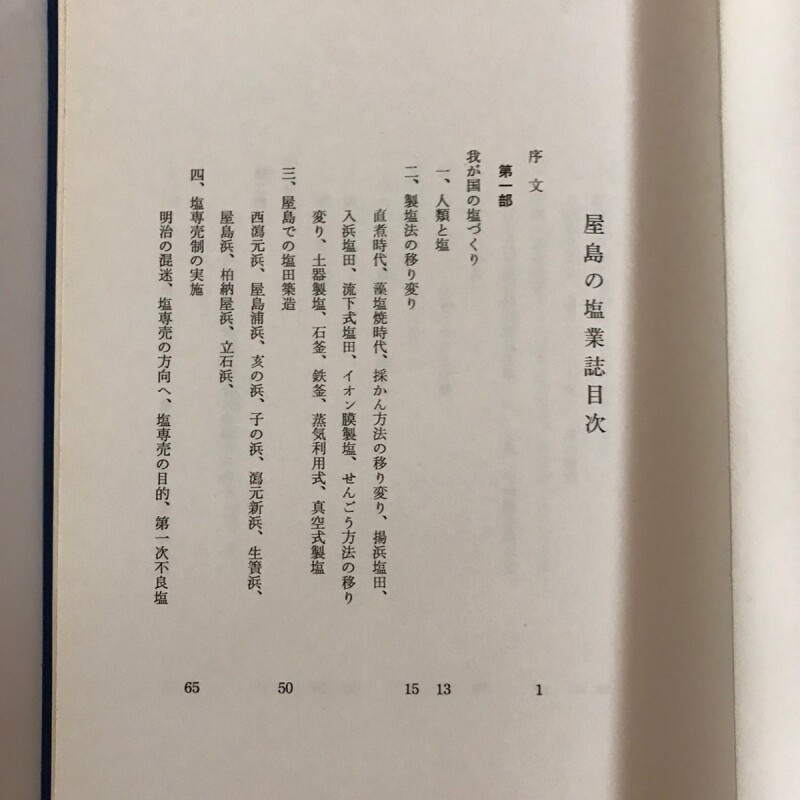 屋島の塩業誌目次
序文 1
第一部
我が国の塩づくり
一、人類と塩 13
二、製塩法の移り変り 15
直煮時代、藻塩焼時代、採かん方法の移り変り、揚浜塩田、
入浜塩田、流下式塩田、イオン膜製塩、せんごう方法の移り
変り、土器製塩、石釜、鉄釜、蒸気利用式、真空式製塩
三、屋島での塩田築造 50
西潟元浜、屋島浦浜、亥の浜、子の浜、潟元新浜、生簀浜、
屋島浜、柏納屋浜、立石浜、
四、塩専売制の実施 65
明治の混迷、塩専売の方向へ、塩専売の目的、第一次不良塩